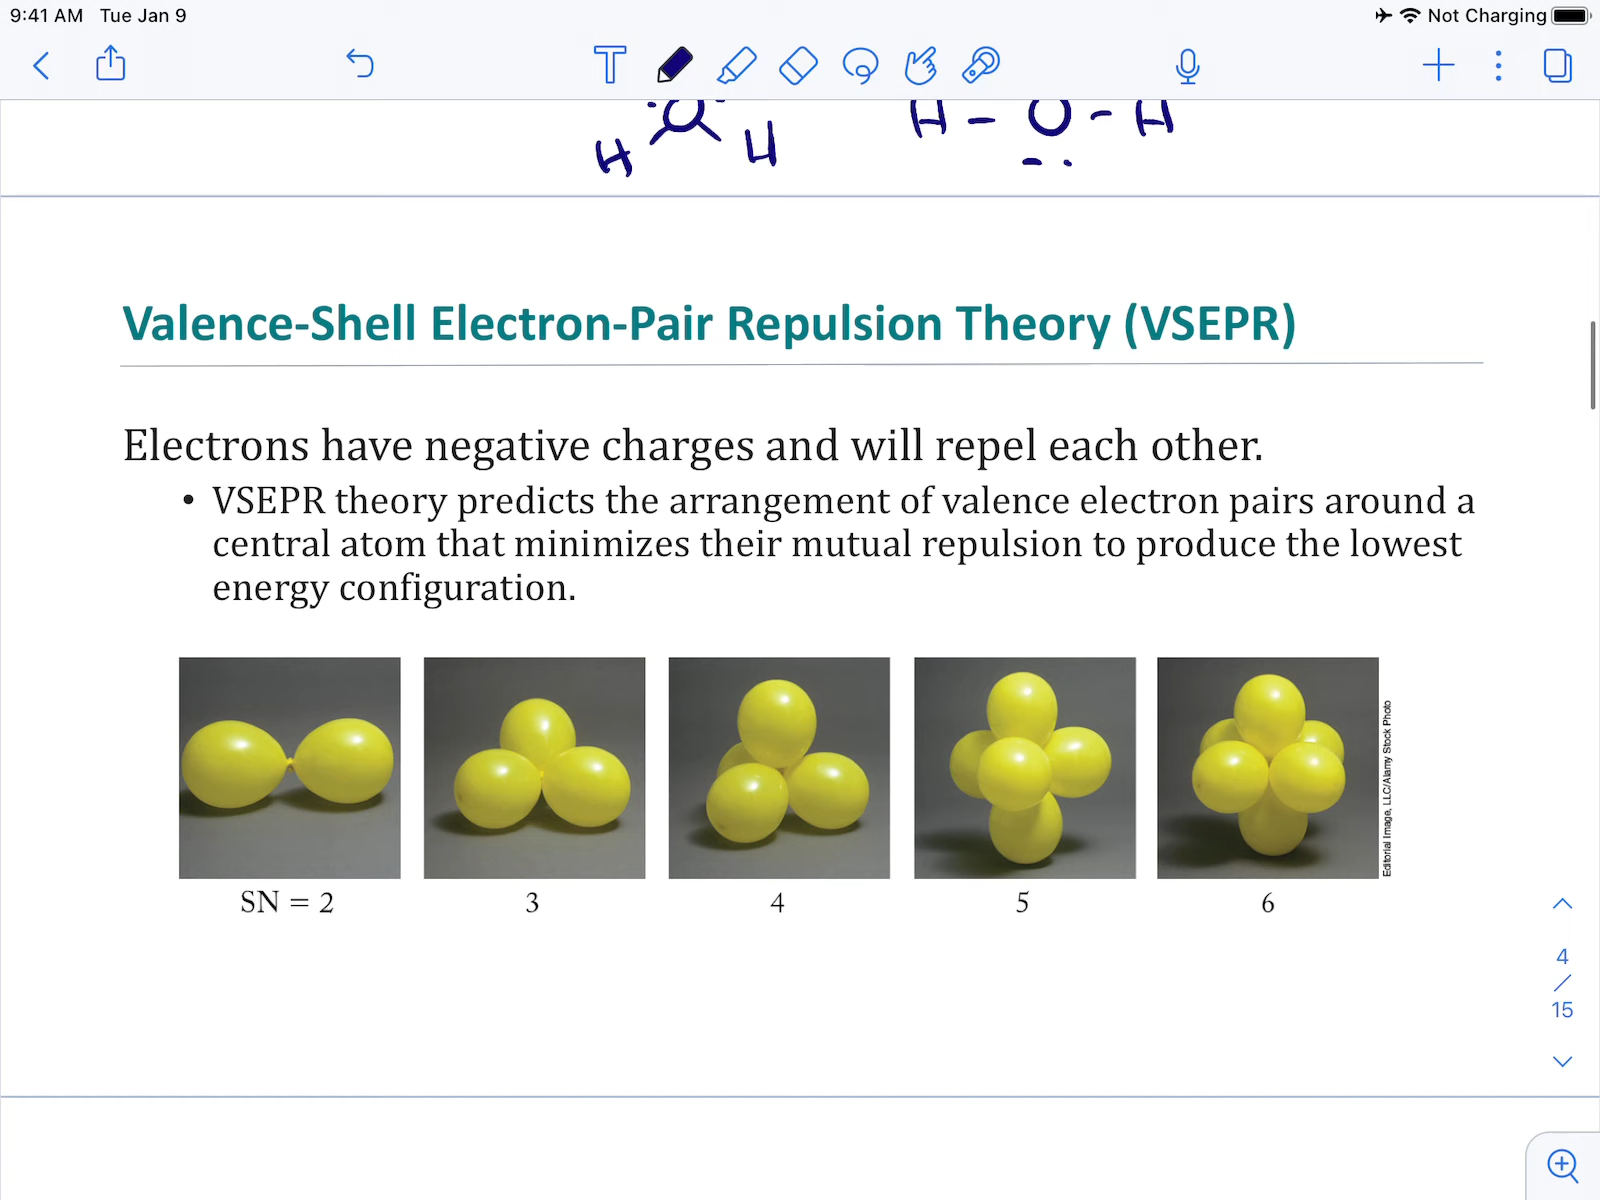 9:41 AM Tue Jan 9
Not Charging
H H
H - O - H
Valence-Shell Electron-Pair Repulsion Theory (VSEPR)
Electrons have negative charges and will repel each other.
• VSEPR theory predicts the arrangement of valence electron pairs around a
central atom that minimizes their mutual repulsion to produce the lowest
energy configuration.
Editorial Image, LLC/Alamy Stock Photo
SN = 2 3 4 5 6
4
/
15